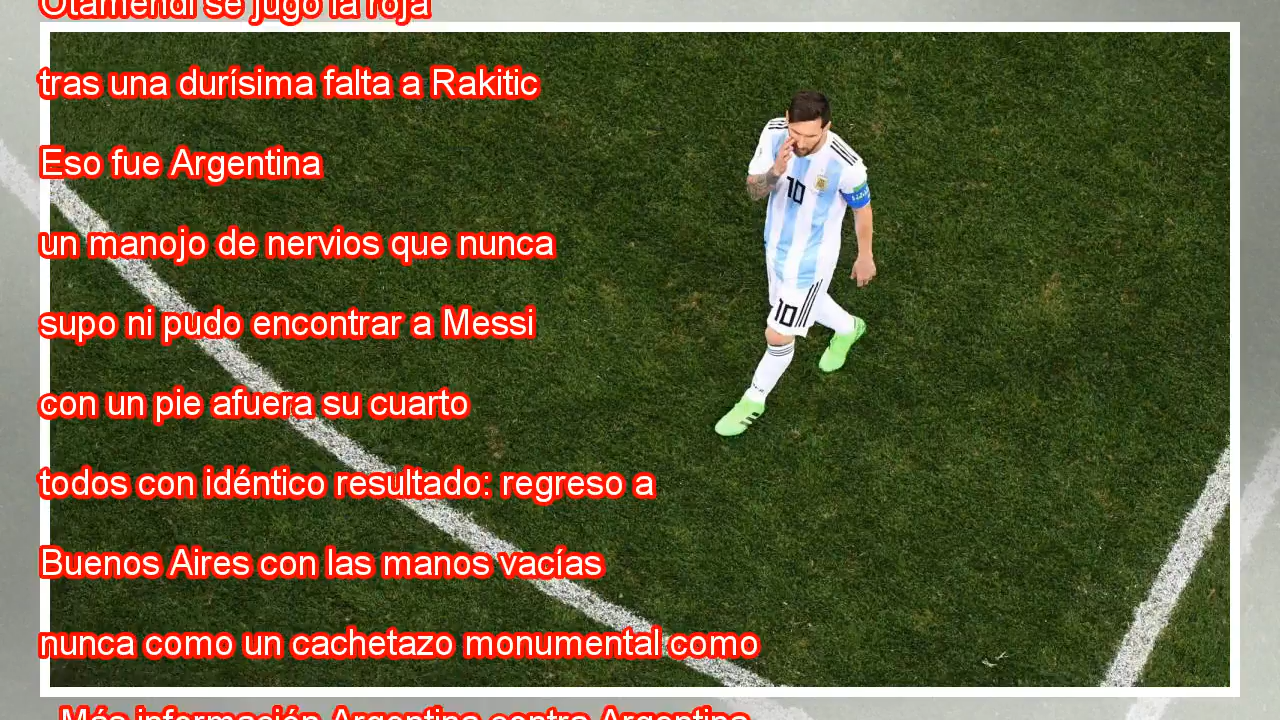 Otamendi se jugó la roja
tras una durísima falta a Rakitic
Eso fue Argentina
un manojo de nervios que nunca
supo ni pudo encontrar a Messi
con un pie afuera su cuarto
todos con idéntico resultado: regreso a
Buenos Aires con las manos vacías
nunca como un cachetazo monumental como
Más información Argentina contra Argentina
10
10